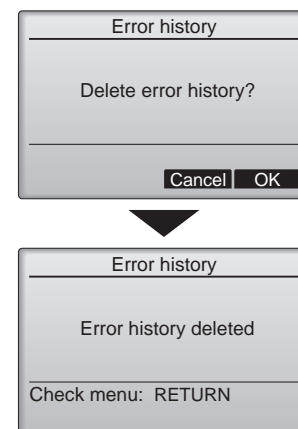 Error history
Delete error history?
Cancel OK
Error history
Error history deleted
Check menu: RETURN